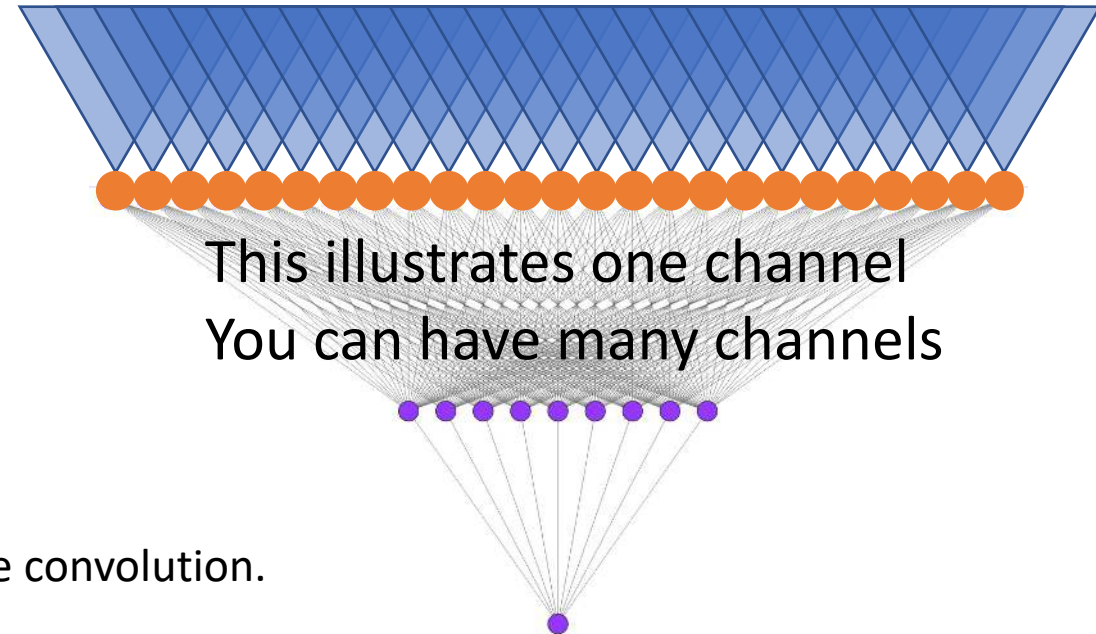 This illustrates one channel
You can have many channels
e convolution.